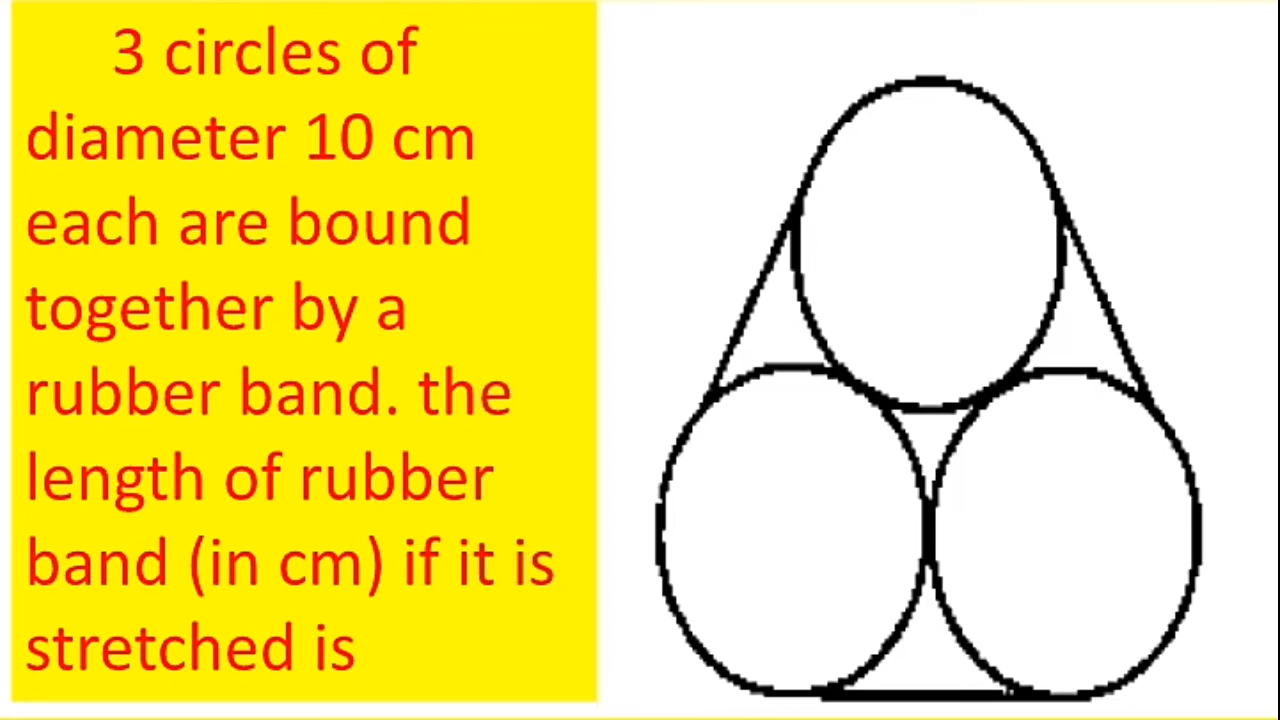 3 circles of
diameter 10 cm
each are bound
together by a
rubber band. the
length of rubber
band (in cm) if it is
stretched is